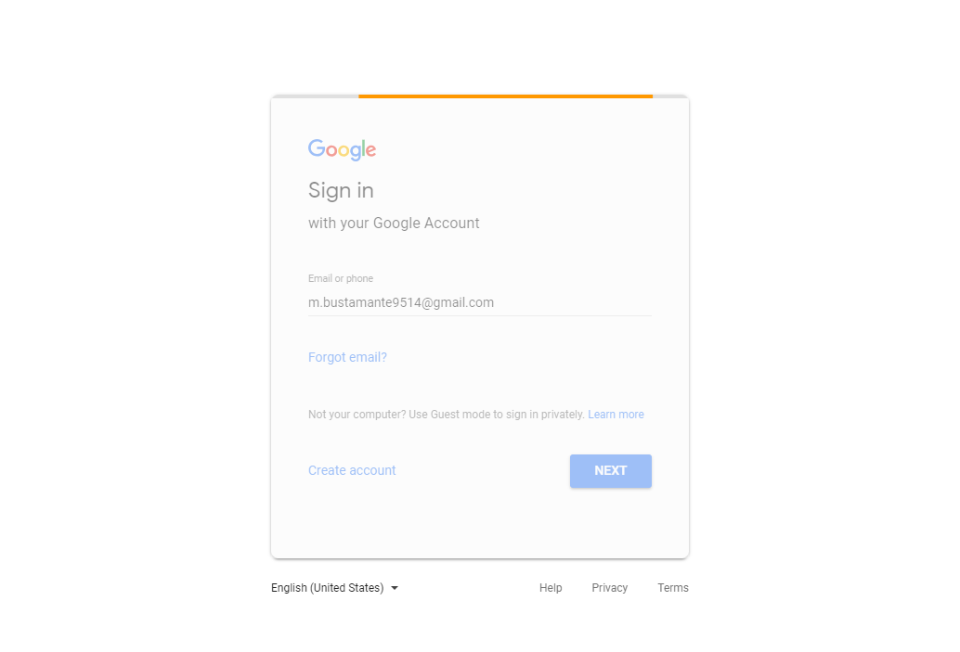 Google
Sign in
with your Google Account
Email or phone
m.bustamante9514@gmail.com
Forgot email?
Not your computer? Use Guest mode to sign in privately. Learn more
Create account NEXT
English (United States) Help Privacy Terms